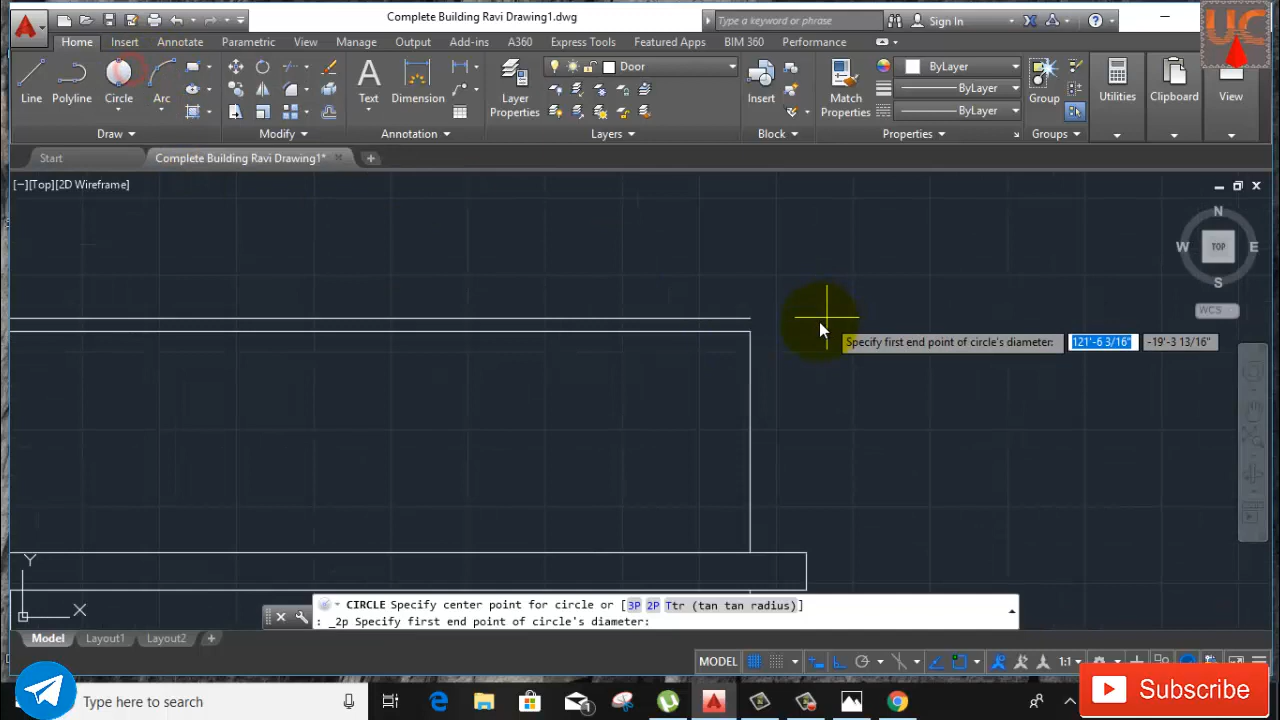 Complete Building Ravi Drawing1.dwg
Type a keyword or phrase
Sign In
UC
Home Insert Annotate Parametric View Manage Output Add-ins A360 Express Tools Featured Apps BIM 360 Performance
Line Polyline Circle Arc
Text Dimension
Layer Properties
Door
Insert
Match Properties
ByLayer
ByLayer
ByLayer
Group
Utilities
Clipboard
View
Draw Modify Annotation Layers Block Properties Groups
Start Complete Building Ravi Drawing1*
[−][Top][2D Wireframe]
N
W TOP E
S
WCS
Specify first end point of circle's diameter: 121'-6 3/16" -19'-3 13/16"
Y
X
CIRCLE Specify center point for circle or [3P 2P Ttr (tan tan radius)]
: _2p Specify first end point of circle's diameter:
Model Layout1 Layout2
MODEL 1:1
Type here to search
1
Subscribe